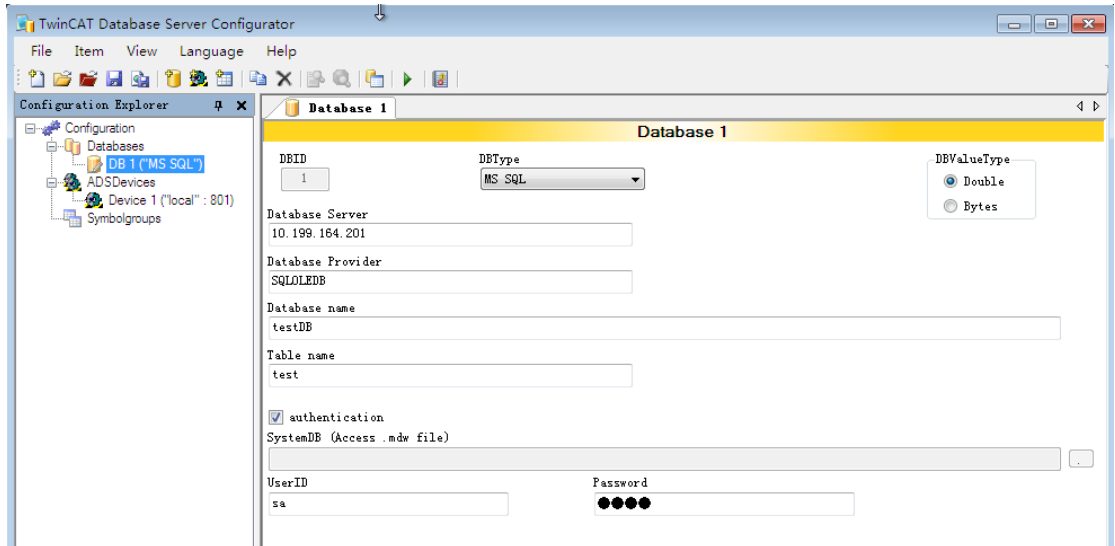 TwinCAT Database Server Configurator
File Item View Language Help
Configuration Explorer
Configuration
Databases
DB 1 ("MS SQL")
ADSDevices
Device 1 ("local" : 801)
Symbolgroups
Database 1
Database 1
DBID
1
DBType
MS SQL
DBValueType
Double
Bytes
Database Server
10.199.164.201
Database Provider
SQLOLEDB
Database name
testDB
Table name
test
authentication
SystemDB (Access .mdw file)
.
UserID
sa
Password
●●●●